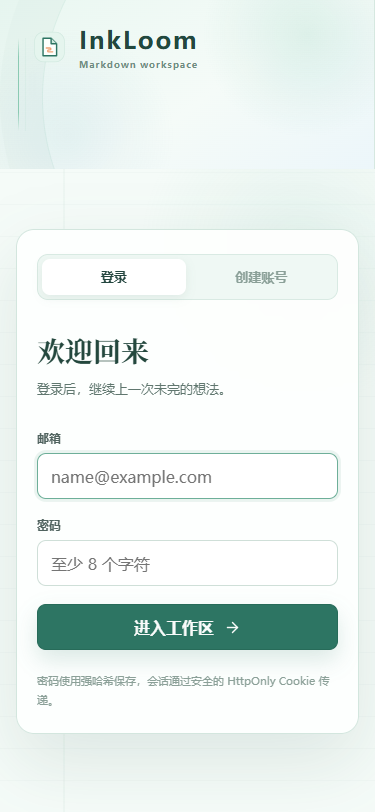 InkLoom
Markdown workspace
登录
创建账号
欢迎回来
登录后，继续上一次未完的想法。
邮箱
name@example.com
密码
至少 8 个字符
进入工作区 →
密码使用强哈希保存，会话通过安全的 HttpOnly Cookie 传
递。